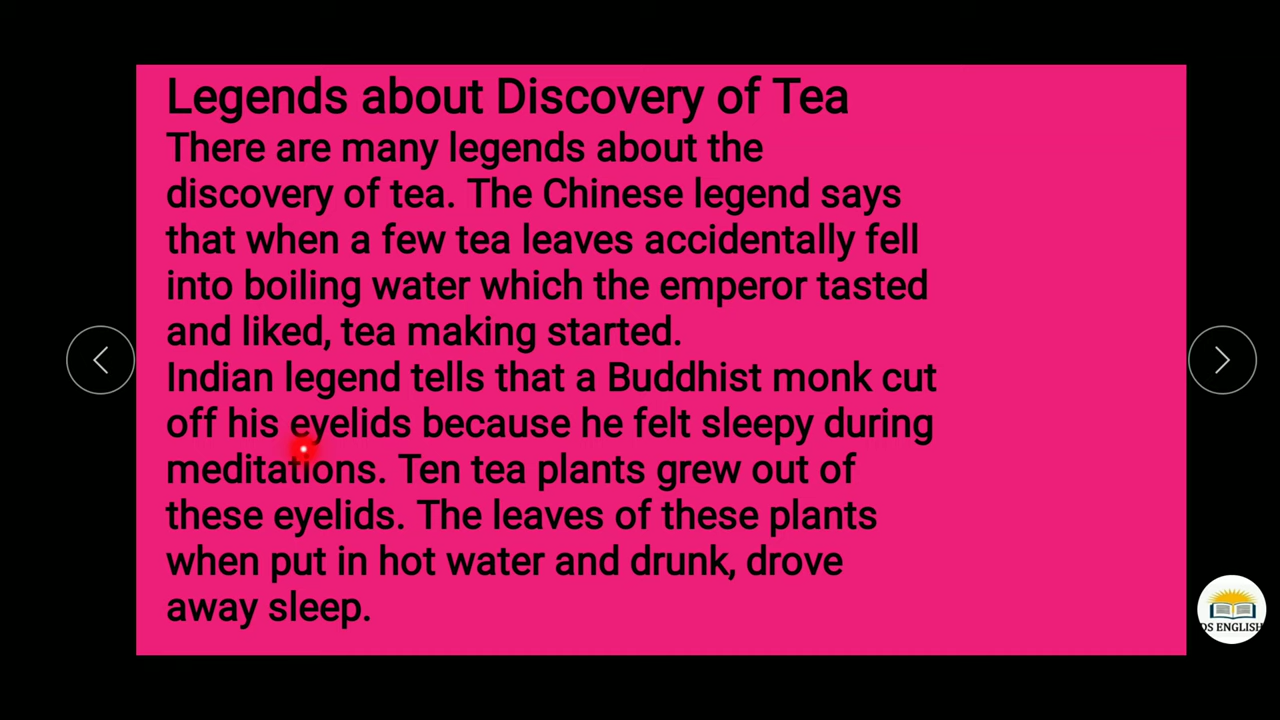 Legends about Discovery of Tea
There are many legends about the
discovery of tea. The Chinese legend says
that when a few tea leaves accidentally fell
into boiling water which the emperor tasted
and liked, tea making started.
Indian legend tells that a Buddhist monk cut
off his eyelids because he felt sleepy during
meditations. Ten tea plants grew out of
these eyelids. The leaves of these plants
when put in hot water and drunk, drove
away sleep.
DS ENGLISH